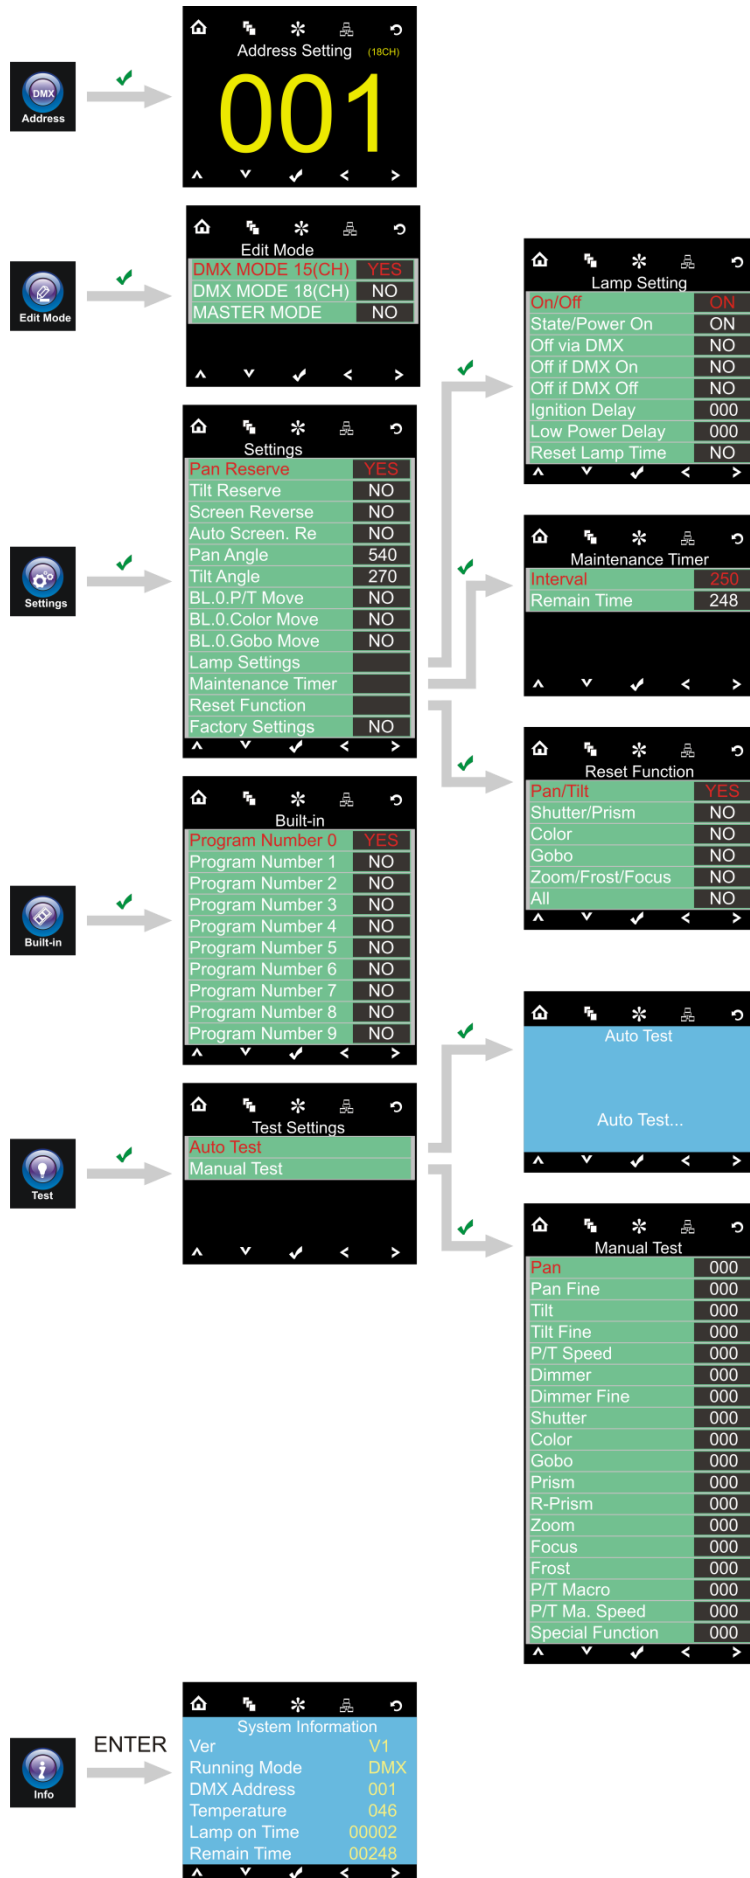 Address Setting (18CH)
DMX
Address
001
Edit Mode
DMX MODE 15(CH) YES
DMX MODE 18(CH) NO
MASTER MODE NO
Edit Mode
Lamp Setting
On/Off ON
State/Power On ON
Off via DMX NO
Off if DMX On NO
Off if DMX Off NO
Ignition Delay 000
Low Power Delay 000
Reset Lamp Time NO
Settings
Pan Reserve YES
Tilt Reserve NO
Screen Reverse NO
Auto Screen. Re NO
Pan Angle 540
Tilt Angle 270
BL.0.P/T Move NO
BL.0.Color Move NO
BL.0.Gobo Move NO
Lamp Settings
Maintenance Timer
Reset Function
Factory Settings NO
Settings
Maintenance Timer
Interval 250
Remain Time 248
Reset Function
Pan/Tilt YES
Shutter/Prism NO
Color NO
Gobo NO
Zoom/Frost/Focus NO
All NO
Built-in
Program Number 0 YES
Program Number 1 NO
Program Number 2 NO
Program Number 3 NO
Program Number 4 NO
Program Number 5 NO
Program Number 6 NO
Program Number 7 NO
Program Number 8 NO
Program Number 9 NO
Built-in
Test Settings
Auto Test
Manual Test
Test
Auto Test
Auto Test...
Manual Test
Pan 000
Pan Fine 000
Tilt 000
Tilt Fine 000
P/T Speed 000
Dimmer 000
Dimmer Fine 000
Shutter 000
Color 000
Gobo 000
Prism 000
R-Prism 000
Zoom 000
Focus 000
Frost 000
P/T Macro 000
P/T Ma. Speed 000
Special Function 000
ENTER
Info
System Information
Ver V1
Running Mode DMX
DMX Address 001
Temperature 046
Lamp on Time 00002
Remain Time 00248